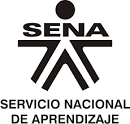 SENA
SERVICIO NACIONAL
DE APRENDIZAJE